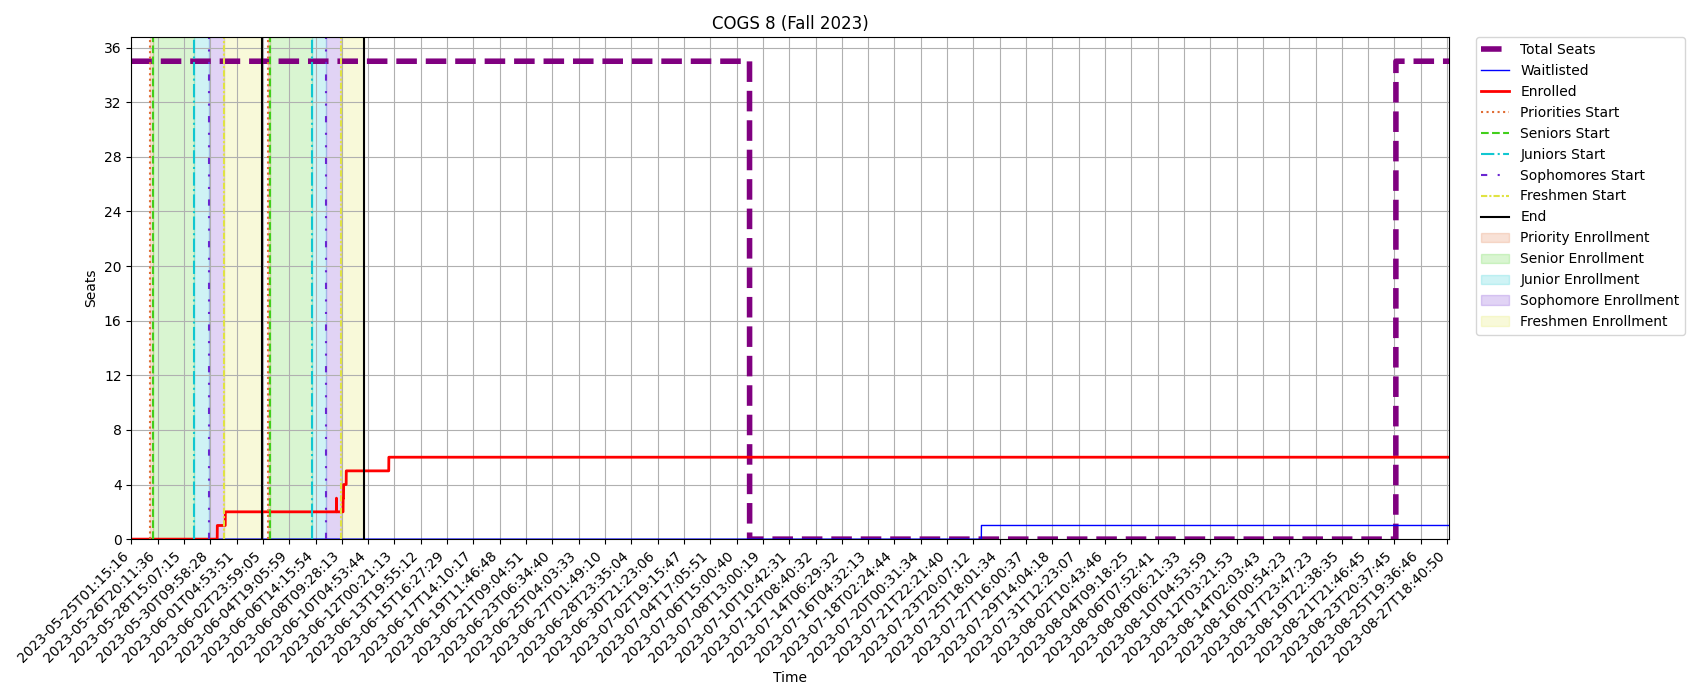 COGS 8 (Fall 2023)
36
32
28
24
20
16
12
8
4
0
Seats
2023-05-25T01:15:16
2023-05-26T20:11:36
2023-05-28T15:07:15
2023-05-30T09:58:28
2023-06-01T04:53:51
2023-06-02T23:59:05
2023-06-04T19:05:59
2023-06-06T14:15:54
2023-06-08T09:28:13
2023-06-10T04:53:44
2023-06-12T00:21:13
2023-06-13T19:55:12
2023-06-15T16:27:29
2023-06-17T14:10:17
2023-06-19T11:46:48
2023-06-21T09:04:51
2023-06-23T06:34:40
2023-06-25T04:03:33
2023-06-27T01:49:10
2023-06-28T23:35:04
2023-06-30T21:23:06
2023-07-02T19:15:47
2023-07-04T17:05:51
2023-07-06T15:00:40
2023-07-08T13:00:19
2023-07-10T10:42:31
2023-07-12T08:40:32
2023-07-14T06:29:32
2023-07-16T04:32:13
2023-07-18T02:24:44
2023-07-20T00:31:34
2023-07-21T22:21:40
2023-07-23T20:07:12
2023-07-25T18:01:34
2023-07-27T16:00:37
2023-07-29T14:04:18
2023-07-31T12:23:07
2023-08-02T10:43:46
2023-08-04T09:18:25
2023-08-06T07:52:41
2023-08-08T06:21:33
2023-08-10T04:53:59
2023-08-12T03:21:53
2023-08-14T02:03:43
2023-08-16T00:54:23
2023-08-17T23:47:23
2023-08-19T22:38:35
2023-08-21T21:46:45
2023-08-23T20:37:45
2023-08-25T19:36:46
2023-08-27T18:40:50
Time
Total Seats
Waitlisted
Enrolled
Priorities Start
Seniors Start
Juniors Start
Sophomores Start
Freshmen Start
End
Priority Enrollment
Senior Enrollment
Junior Enrollment
Sophomore Enrollment
Freshmen Enrollment